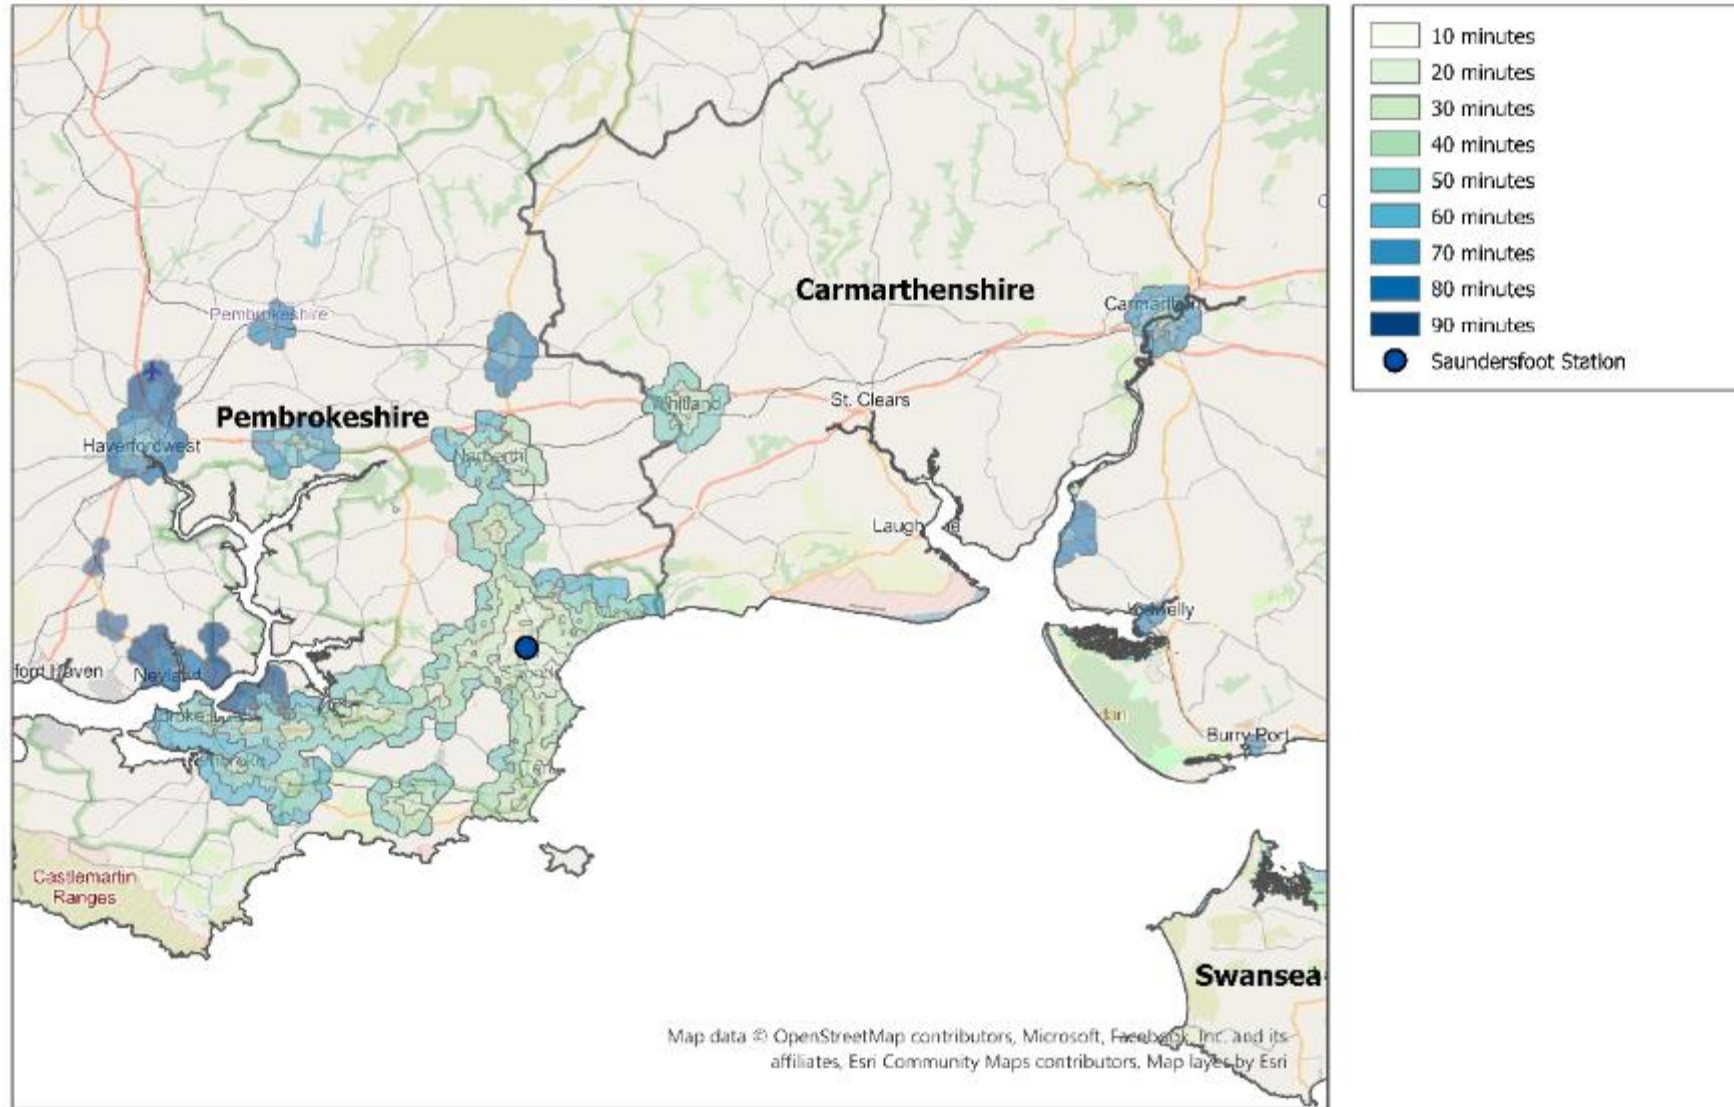 10 minutes
20 minutes
30 minutes
40 minutes
50 minutes
60 minutes
70 minutes
80 minutes
90 minutes
Saundersfoot Station
Carmarthenshire
Pembrokeshire
Pembrokeshire
St. Clears
Haverfordwest
Narberth
Neyland
Burry Port
Castlemartin
Ranges
Swansea
Map data © OpenStreetMap contributors, Microsoft, Facebook, Inc. and its
affiliates, Esri Community Maps contributors, Map layer by Esri